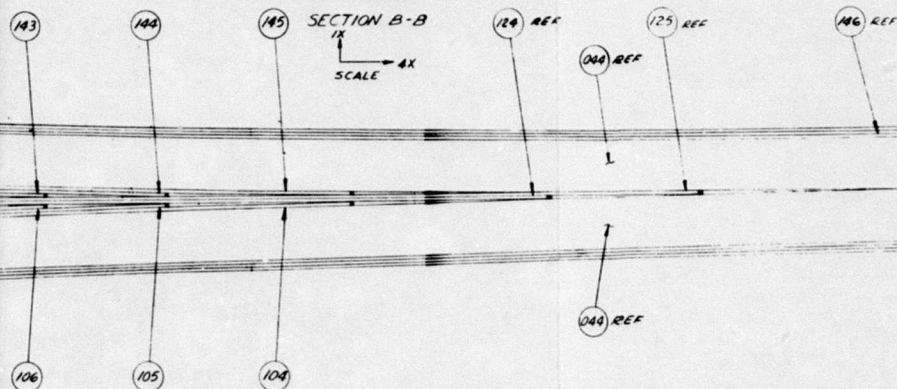 143
144
145
SECTION B-B
1X
4X
SCALE
124 REF
044 REF
125 REF
146 REF
044 REF
106
105
104